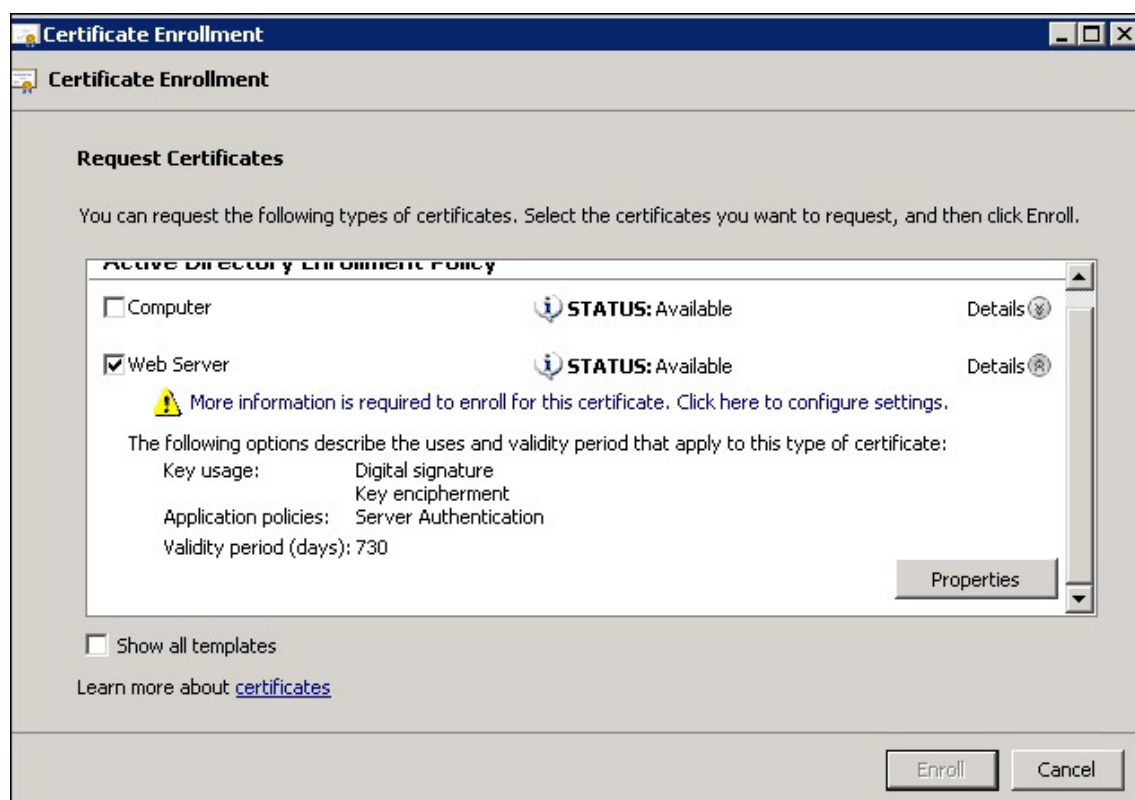 Certificate Enrollment
Certificate Enrollment
Request Certificates
You can request the following types of certificates. Select the certificates you want to request, and then click Enroll.
Active Directory Enrollment Policy
Computer STATUS: Available Details
Web Server STATUS: Available Details
More information is required to enroll for this certificate. Click here to configure settings.
The following options describe the uses and validity period that apply to this type of certificate:
Key usage: Digital signature
Key encipherment
Application policies: Server Authentication
Validity period (days): 730
Properties
Show all templates
Learn more about certificates
Enroll Cancel